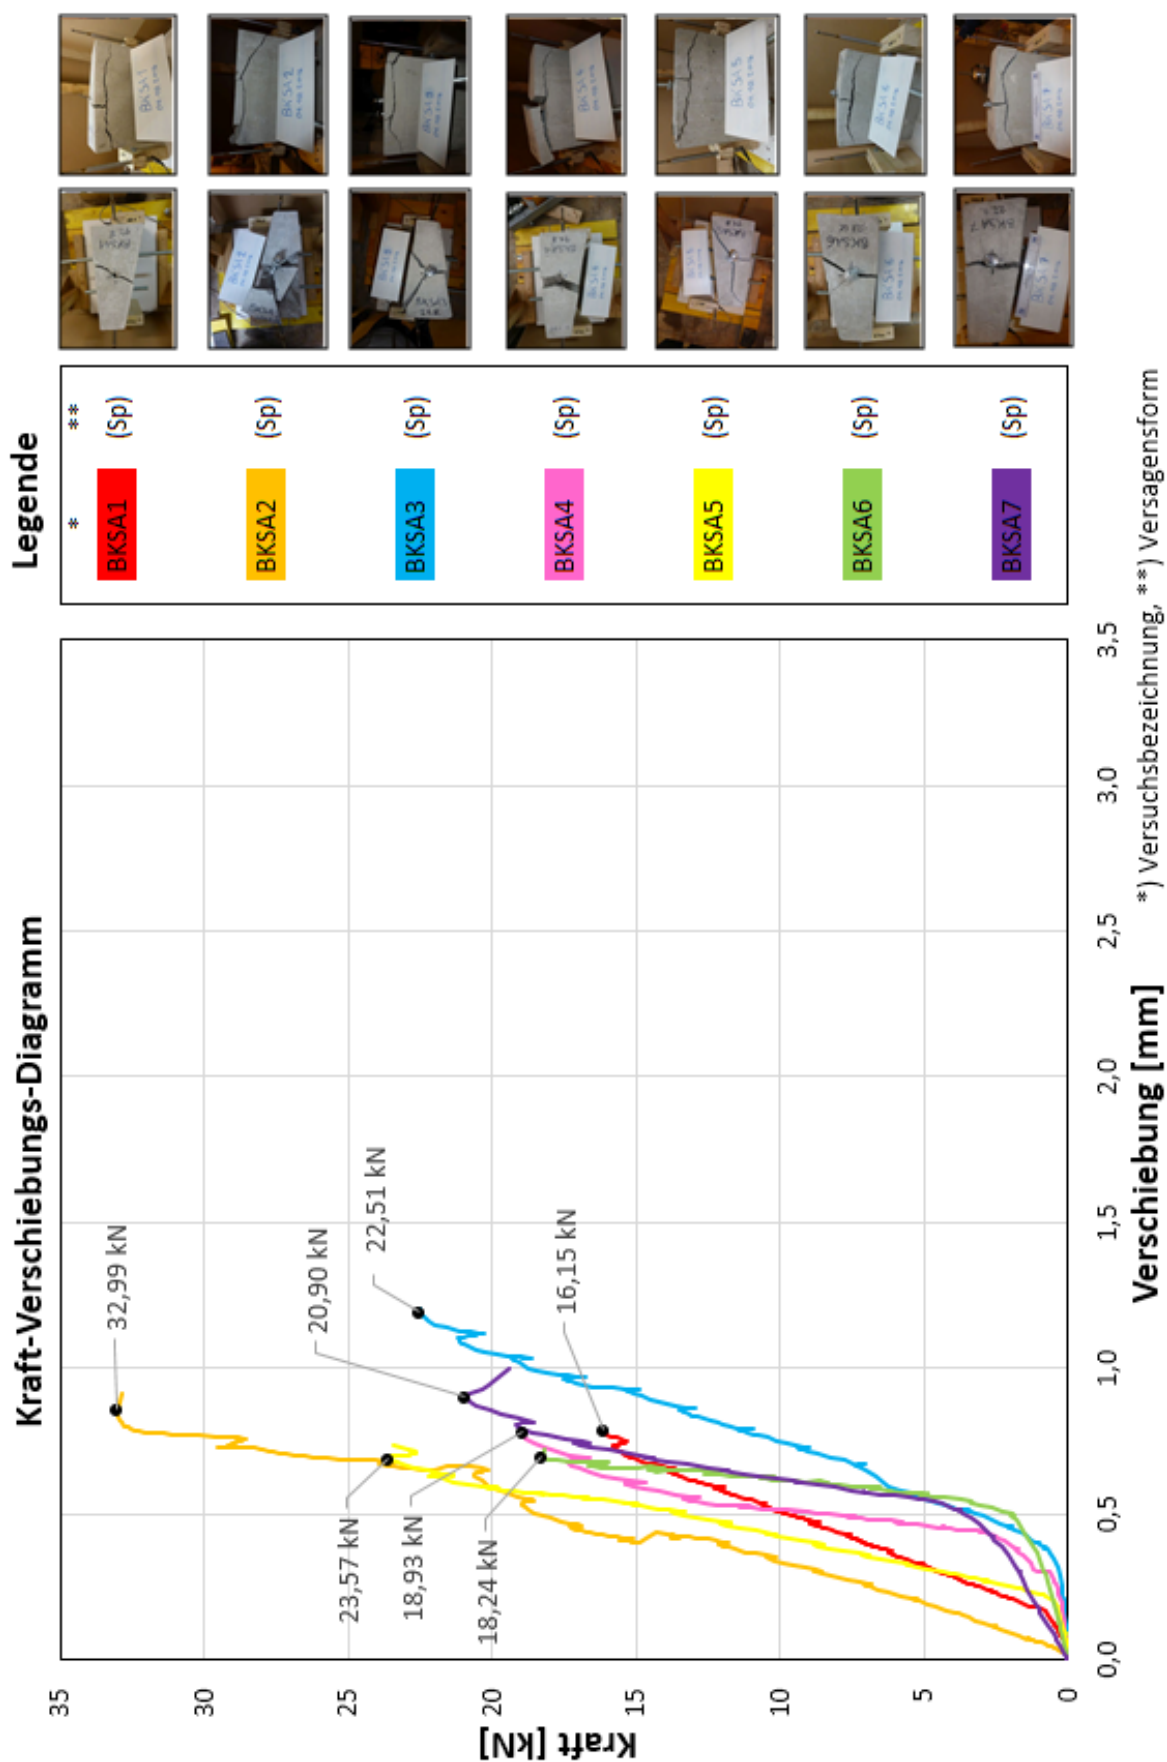 Kraft-Verschiebungs-Diagramm
Kraft [kN]
35
30
25
20
15
10
5
0
0,0
0,5
1,0
1,5
2,0
2,5
3,0
3,5
Verschiebung [mm]
32,99 kN
20,90 kN
22,51 kN
16,15 kN
23,57 kN
18,93 kN
18,24 kN
Legende
* **
BKSA1 (Sp)
BKSA2 (Sp)
BKSA3 (Sp)
BKSA4 (Sp)
BKSA5 (Sp)
BKSA6 (Sp)
BKSA7 (Sp)
*) Versuchsbezeichnung, **) Versagensform